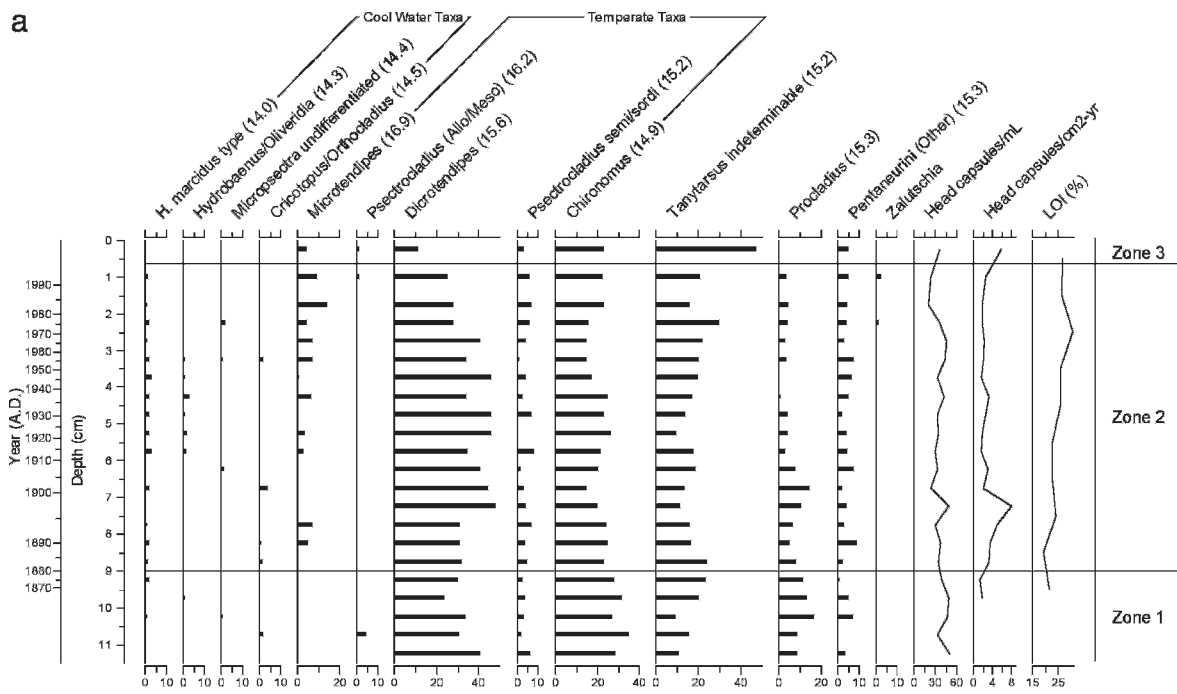 a
Cool Water Taxa
Temperate Taxa
H. marcidus type (14.0)
Hydrobaenus/Oliveridia (14.3)
Micropsectra undifferentiated (14.4)
Cricotopus/Orthocladius (14.5)
Microtendipes (16.9)
Psectrocladius (Allo/Meso) (16.2)
Dicrotendipes (15.6)
Psectrocladius semi/sordi (15.2)
Chironomus (14.9)
Tanytarsus indeterminable (15.2)
Procladius (15.3)
Pentaneurini (Other) (15.3)
Zalutschia
Head capsules/mL
Head capsules/cm2-yr
LOI (%)
Year (A.D.)
1990
1980
1970
1960
1950
1940
1930
1920
1910
1900
1890
1880
1870
Depth (cm)
0
1
2
3
4
5
6
7
8
9
10
11
Zone 3
Zone 2
Zone 1
0 10 0 10 0 10 0 10 0 20 0 10 0 20 40 0 10 0 20 40 0 20 40 0 20 0 10 0 10 0 30 60 0 4 8 15 25